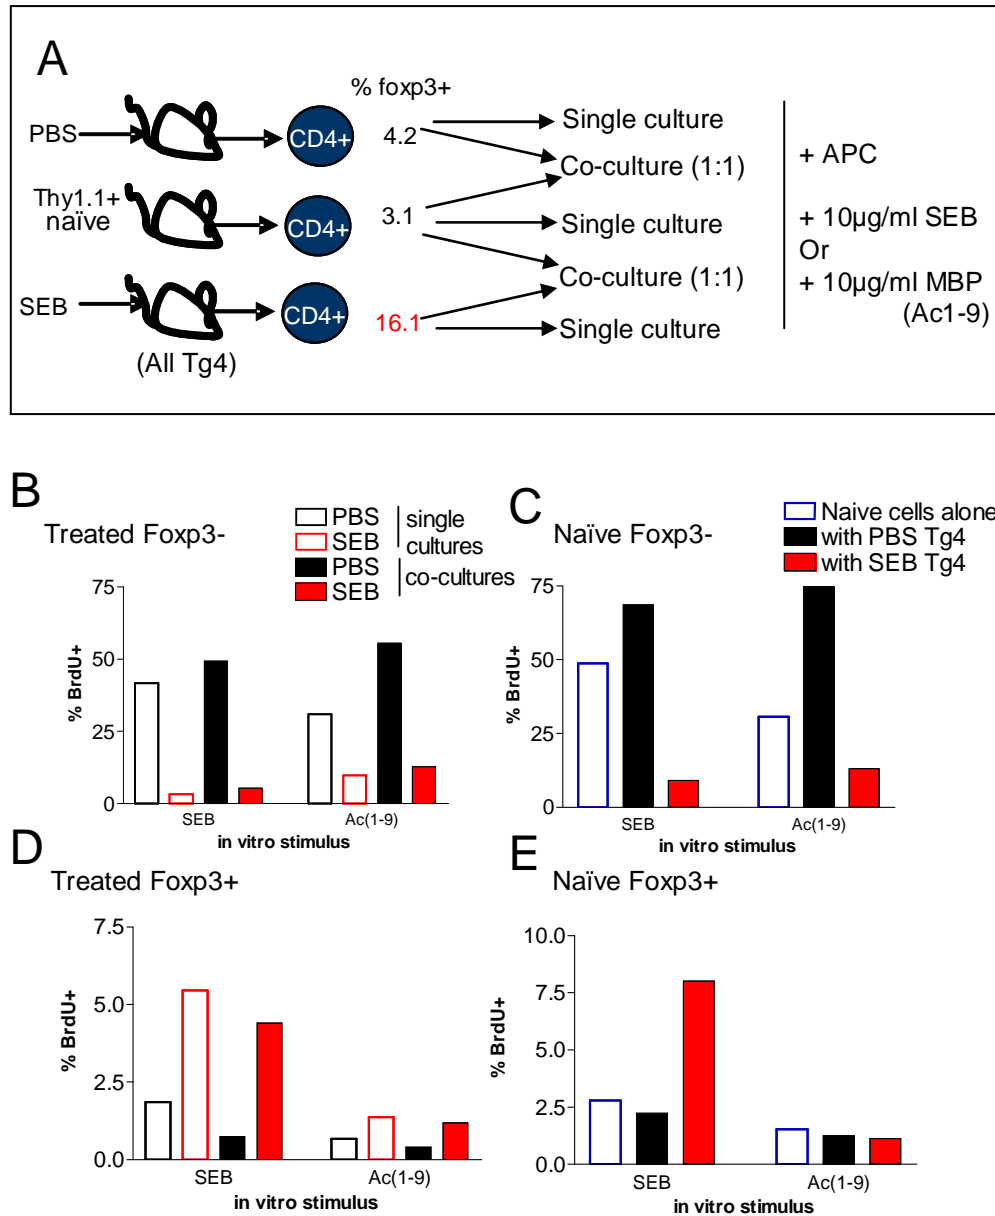 A
% foxp3+
PBS
CD4+
4.2
Single culture
Co-culture (1:1)
+ APC
Thy1.1+
naïve
CD4+
3.1
Single culture
+ 10µg/ml SEB
Or
Co-culture (1:1)
+ 10µg/ml MBP
(Ac1-9)
SEB
CD4+
16.1
Single culture
(All Tg4)
B
Treated Foxp3-
PBS
SEB
single
cultures
PBS
SEB
co-cultures
75
50
25
0
% BrdU+
SEB
Ac(1-9)
in vitro stimulus
C
Naïve Foxp3-
Naive cells alone
with PBS Tg4
with SEB Tg4
75
50
25
0
% BrdU+
SEB
Ac(1-9)
in vitro stimulus
D
Treated Foxp3+
7.5
5.0
2.5
0.0
% BrdU+
SEB
Ac(1-9)
in vitro stimulus
E
Naïve Foxp3+
10.0
7.5
5.0
2.5
0.0
% BrdU+
SEB
Ac(1-9)
in vitro stimulus